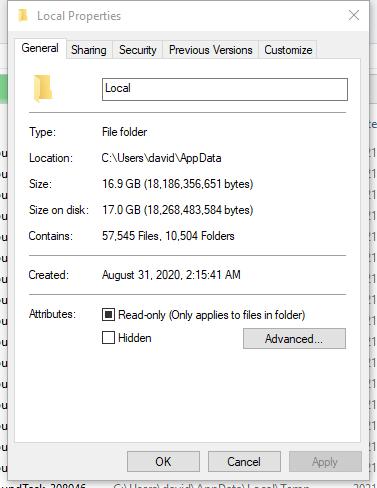 Local Properties
General Sharing Security Previous Versions Customize
Local
Type: File folder
Location: C:\Users\david\AppData
Size: 16.9 GB (18,186,356,651 bytes)
Size on disk: 17.0 GB (18,268,483,584 bytes)
Contains: 57,545 Files, 10,504 Folders
Created: August 31, 2020, 2:15:41 AM
Attributes: Read-only (Only applies to files in folder)
Hidden Advanced...
OK Cancel Apply